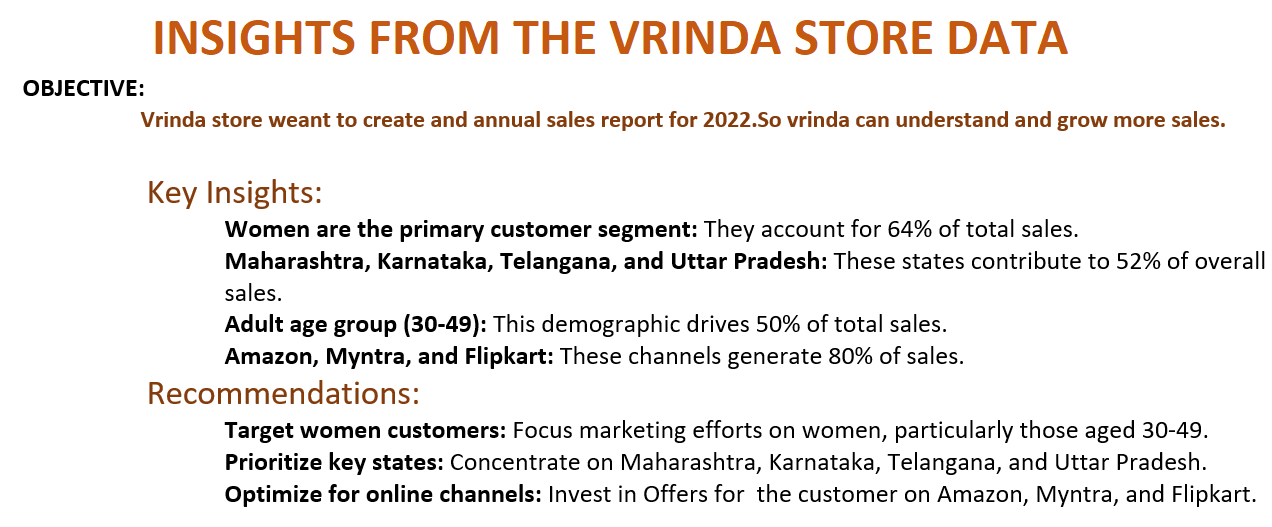 INSIGHTS FROM THE VRINDA STORE DATA
OBJECTIVE:
Vrinda store weant to create and annual sales report for 2022.So vrinda can understand and grow more sales.
Key Insights:
Women are the primary customer segment: They account for 64% of total sales.
Maharashtra, Karnataka, Telangana, and Uttar Pradesh: These states contribute to 52% of overall
sales.
Adult age group (30-49): This demographic drives 50% of total sales.
Amazon, Myntra, and Flipkart: These channels generate 80% of sales.
Recommendations:
Target women customers: Focus marketing efforts on women, particularly those aged 30-49.
Prioritize key states: Concentrate on Maharashtra, Karnataka, Telangana, and Uttar Pradesh.
Optimize for online channels: Invest in Offers for  the customer on Amazon, Myntra, and Flipkart.